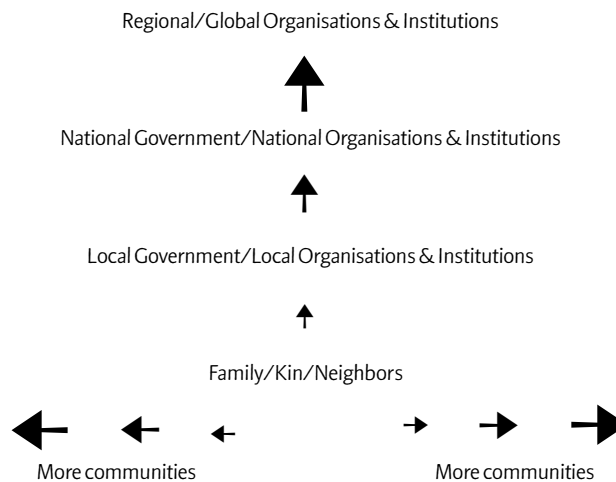 Regional/Global Organisations & Institutions
National Government/National Organisations & Institutions
Local Government/Local Organisations & Institutions
Family/Kin/Neighbors
More communities
More communities